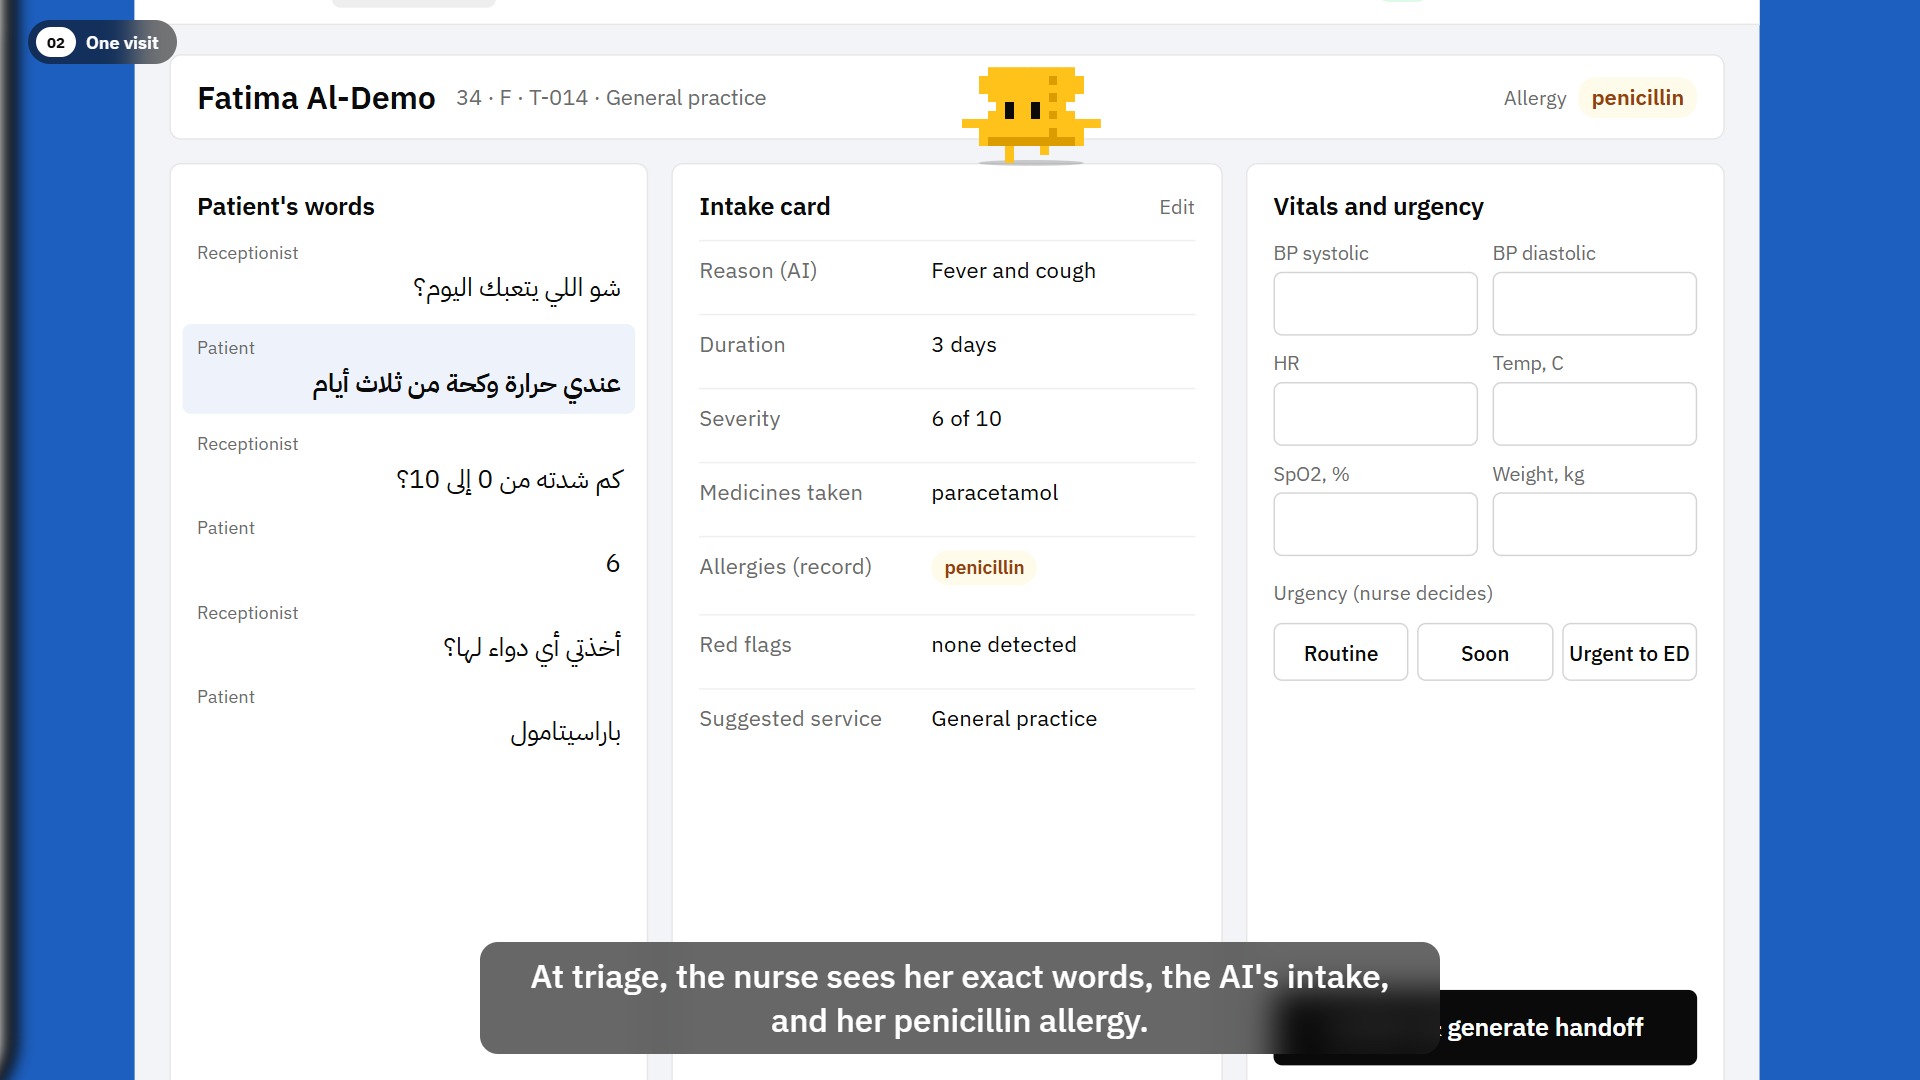 02 One visit
Fatima Al-Demo 34 · F · T-014 · General practice
Allergy penicillin
Patient's words
Receptionist
شو اللي يتعبك اليوم؟
Patient
عندي حرارة وكحة من ثلاث أيام
Receptionist
كم شدته من 0 إلى 10؟
Patient
6
Receptionist
أخذتي أي دواء لها؟
Patient
باراسيتامول
Intake card Edit
Reason (AI) Fever and cough
Duration 3 days
Severity 6 of 10
Medicines taken paracetamol
Allergies (record) penicillin
Red flags none detected
Suggested service General practice
Vitals and urgency
BP systolic BP diastolic
HR Temp, C
SpO2, % Weight, kg
Urgency (nurse decides)
Routine Soon Urgent to ED
generate handoff
At triage, the nurse sees her exact words, the AI's intake,
and her penicillin allergy.